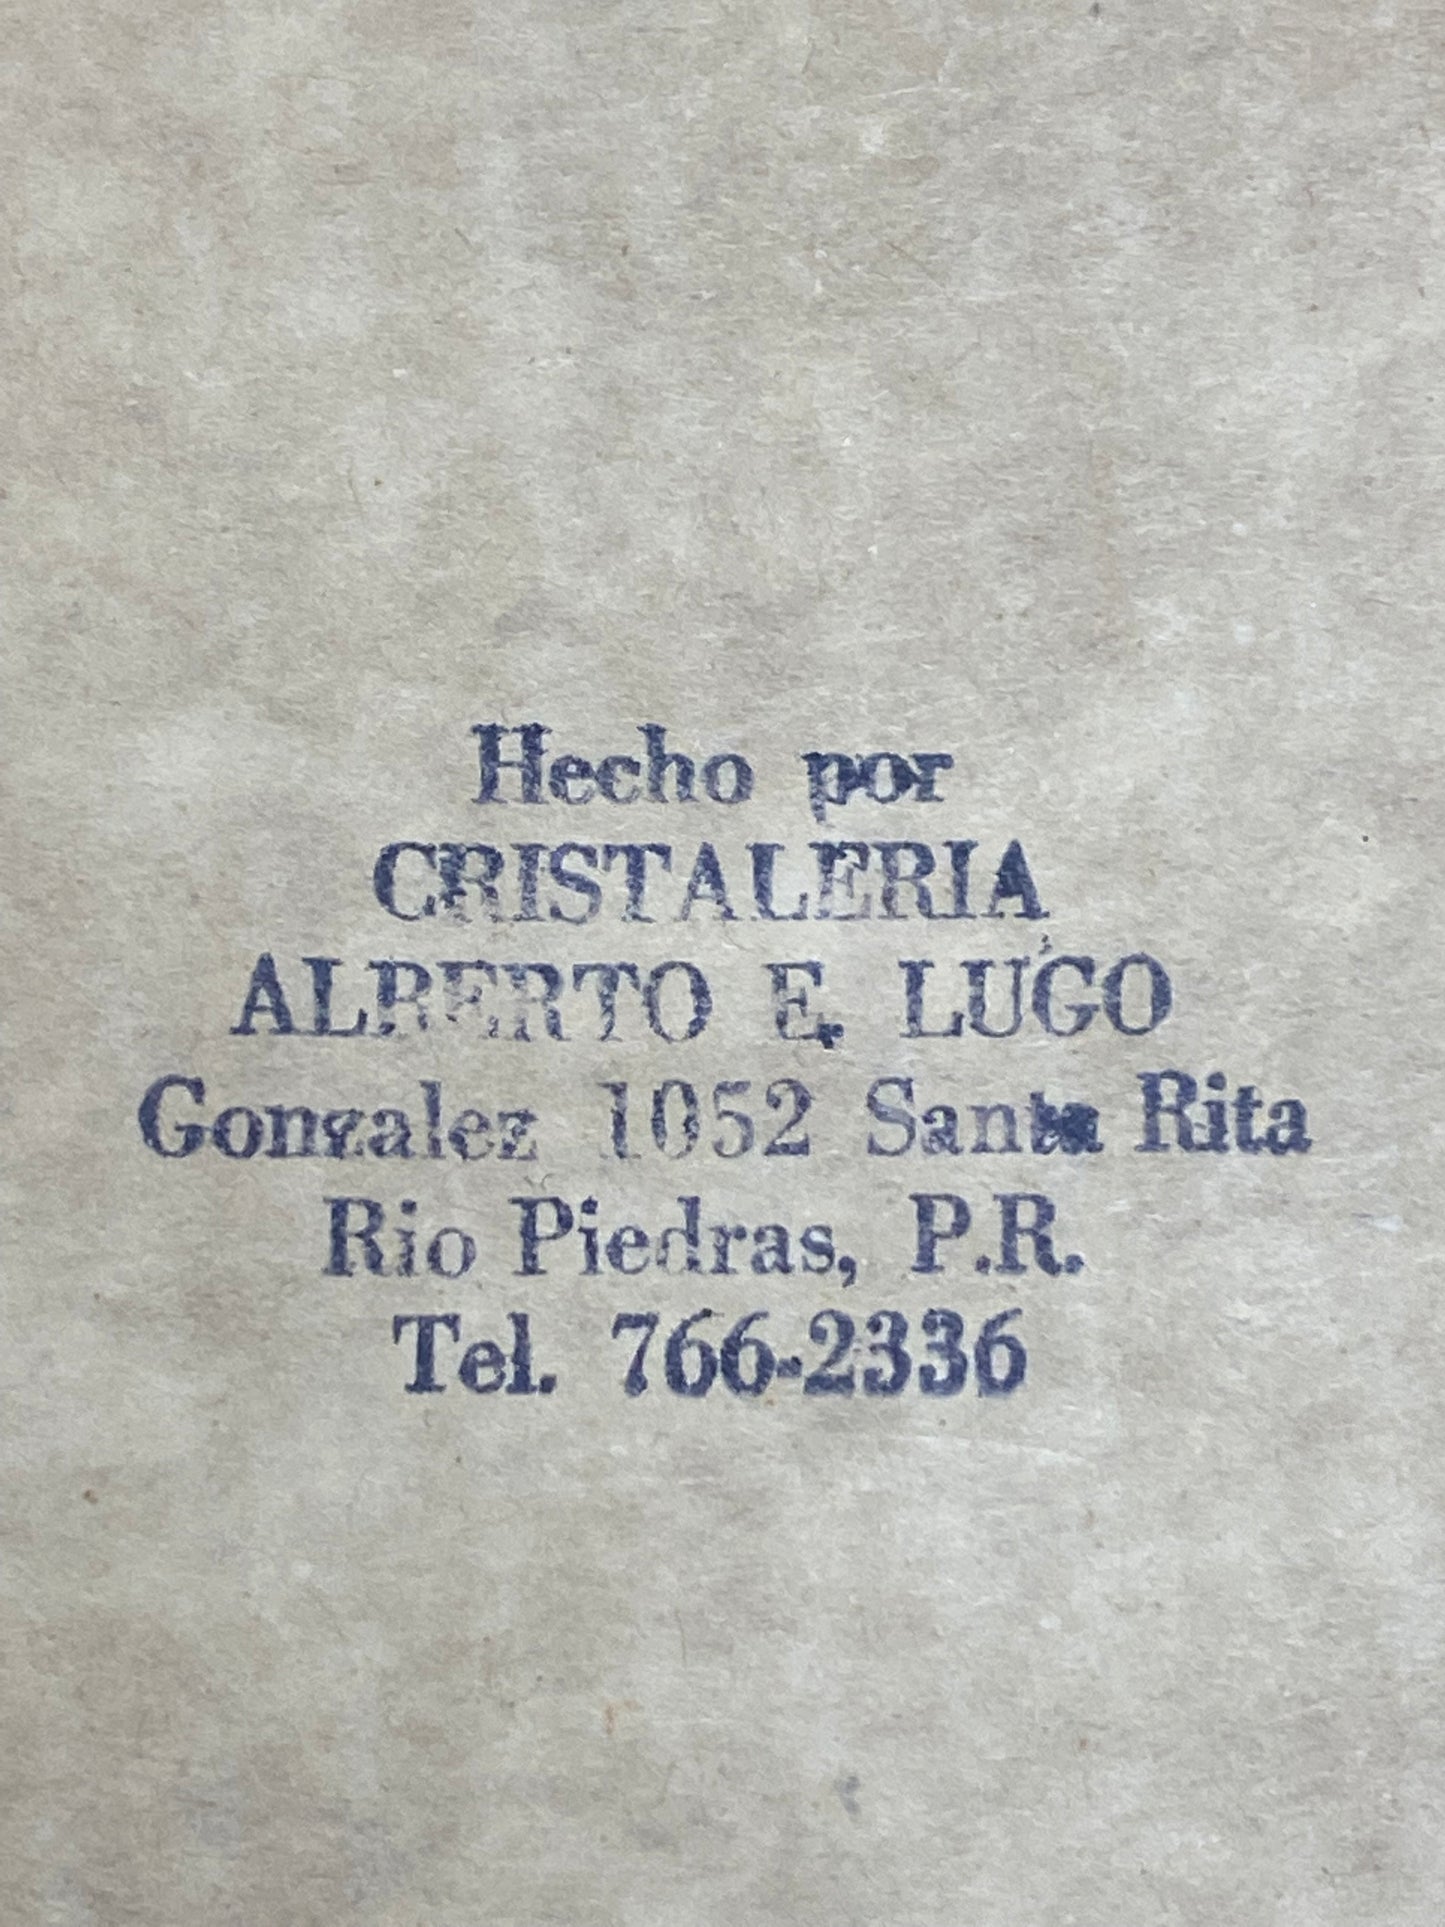 Hecho por
CRISTALERIA
ALBERTO E. LUGO
Gonzalez 1052 Santa Rita
Rio Piedras, P.R.
Tel. 766-2336